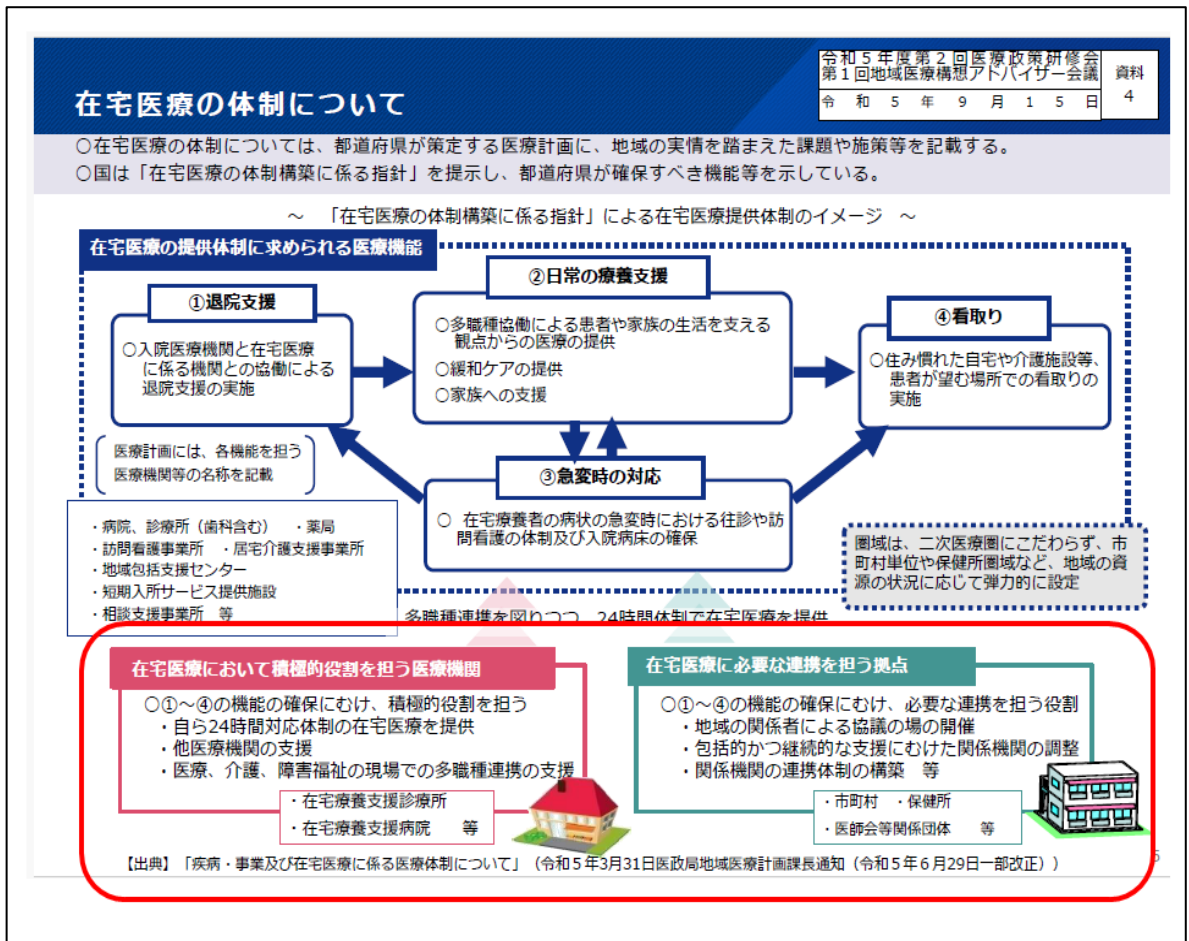 令和5年度第2回医療政策研修会
第1回地域医療構想アドバイザー会議
令和5年9月15日
資料
4
在宅医療の体制について
○在宅医療の体制については、都道府県が策定する医療計画に、地域の実情を踏まえた課題や施策等を記載する。
○国は「在宅医療の体制構築に係る指針」を提示し、都道府県が確保すべき機能等を示している。
～ 「在宅医療の体制構築に係る指針」による在宅医療提供体制のイメージ ～
在宅医療の提供体制に求められる医療機能
①退院支援
○入院医療機関と在宅医療
に係る機関との協働による
退院支援の実施
②日常の療養支援
○多職種協働による患者や家族の生活を支える
観点からの医療の提供
○緩和ケアの提供
○家族への支援
④看取り
○住み慣れた自宅や介護施設等、
患者が望む場所での看取りの
実施
医療計画には、各機能を担う
医療機関等の名称を記載
③急変時の対応
○ 在宅療養者の病状の急変時における往診や訪
問看護の体制及び入院病床の確保
・病院、診療所（歯科含む） ・薬局
・訪問看護事業所 ・居宅介護支援事業所
・地域包括支援センター
・短期入所サービス提供施設
・相談支援事業所 等
圏域は、二次医療圏にこだわらず、市
町村単位や保健所圏域など、地域の資
源の状況に応じて弾力的に設定
多職種連携を図りつつ、24時間体制で在宅医療を提供
在宅医療において積極的役割を担う医療機関
○①～④の機能の確保にむけ、積極的役割を担う
・自ら24時間対応体制の在宅医療を提供
・他医療機関の支援
・医療、介護、障害福祉の現場での多職種連携の支援
・在宅療養支援診療所
・在宅療養支援病院 等
在宅医療に必要な連携を担う拠点
○①～④の機能の確保にむけ、必要な連携を担う役割
・地域の関係者による協議の場の開催
・包括的かつ継続的な支援にむけた関係機関の調整
・関係機関の連携体制の構築 等
・市町村 ・保健所
・医師会等関係団体 等
【出典】「疾病・事業及び在宅医療に係る医療体制について」（令和5年3月31日医政局地域医療計画課長通知（令和5年6月29日一部改正））